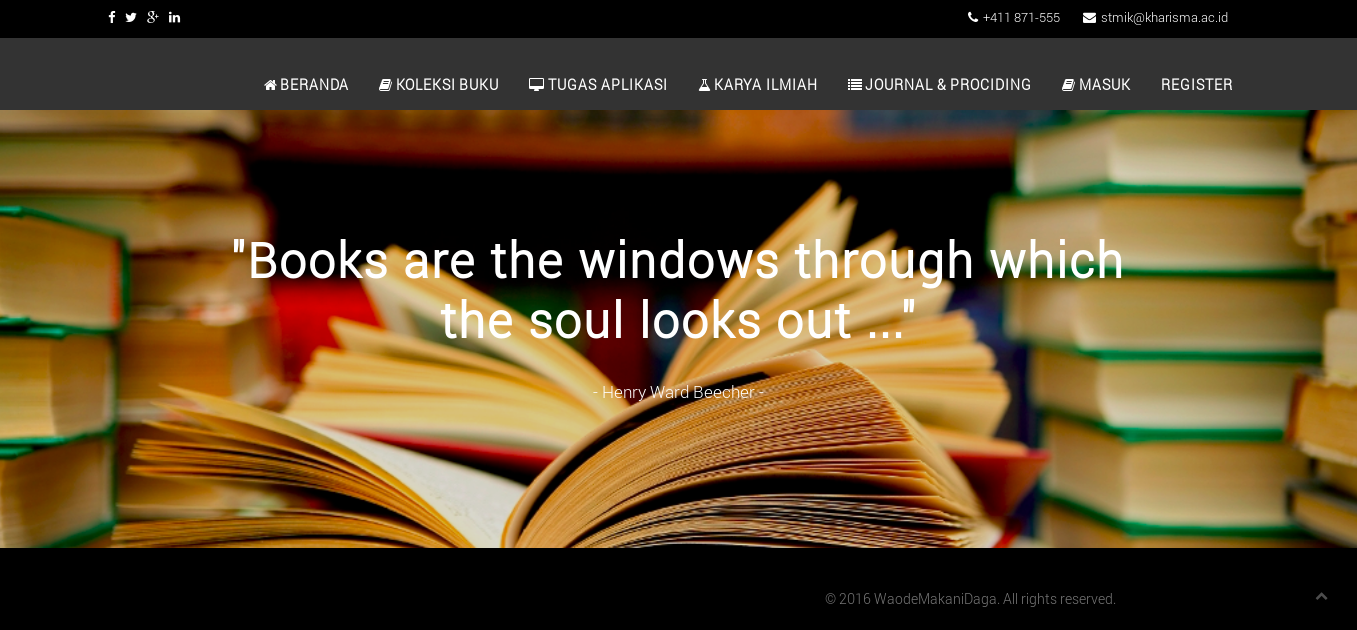 +411 871-555 stmik@kharisma.ac.id
BERANDA KOLEKSI BUKU TUGAS APLIKASI KARYA ILMIAH JOURNAL & PROCIDING MASUK REGISTER
"Books are the windows through which
the soul looks out ..."
- Henry Ward Beecher -
© 2016 WaodeMakaniDaga. All rights reserved.